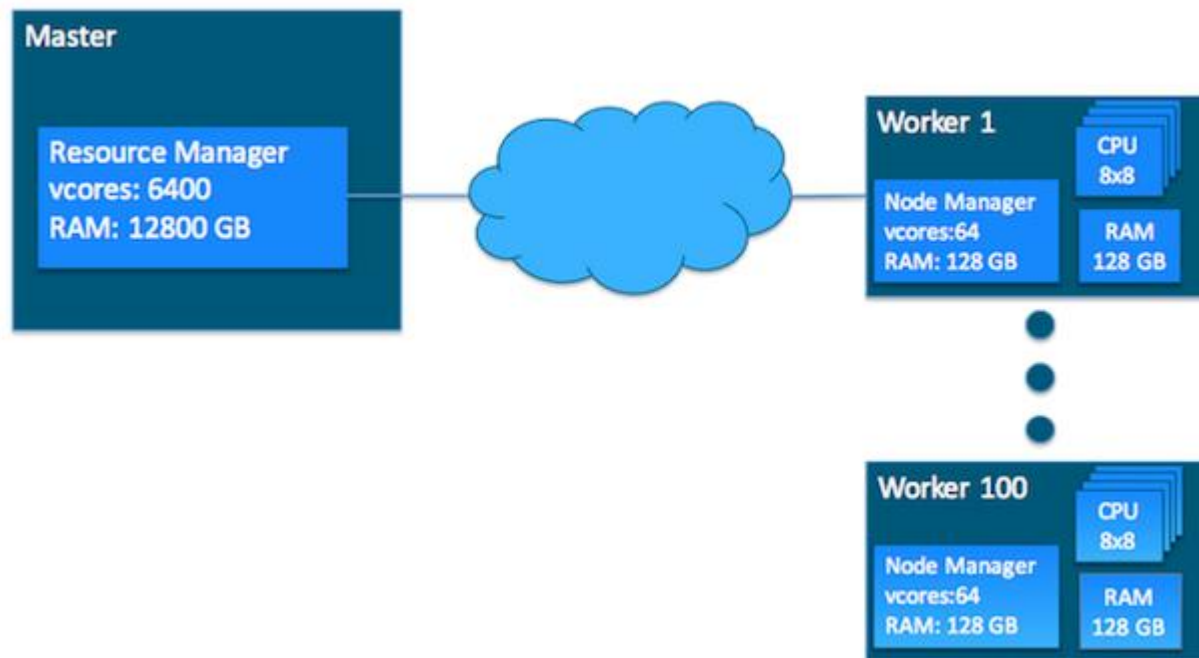 Master
Resource Manager
vcores: 6400
RAM: 12800 GB
Worker 1
CPU
8x8
Node Manager
vcores:64
RAM: 128 GB
RAM
128 GB
Worker 100
CPU
8x8
Node Manager
vcores:64
RAM: 128 GB
RAM
128 GB